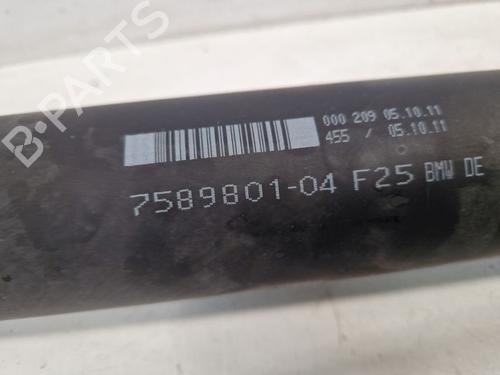 B-PARTS
000 209 05.10.11
455 / 05.10.11
7589801-04 F25 BMW DE